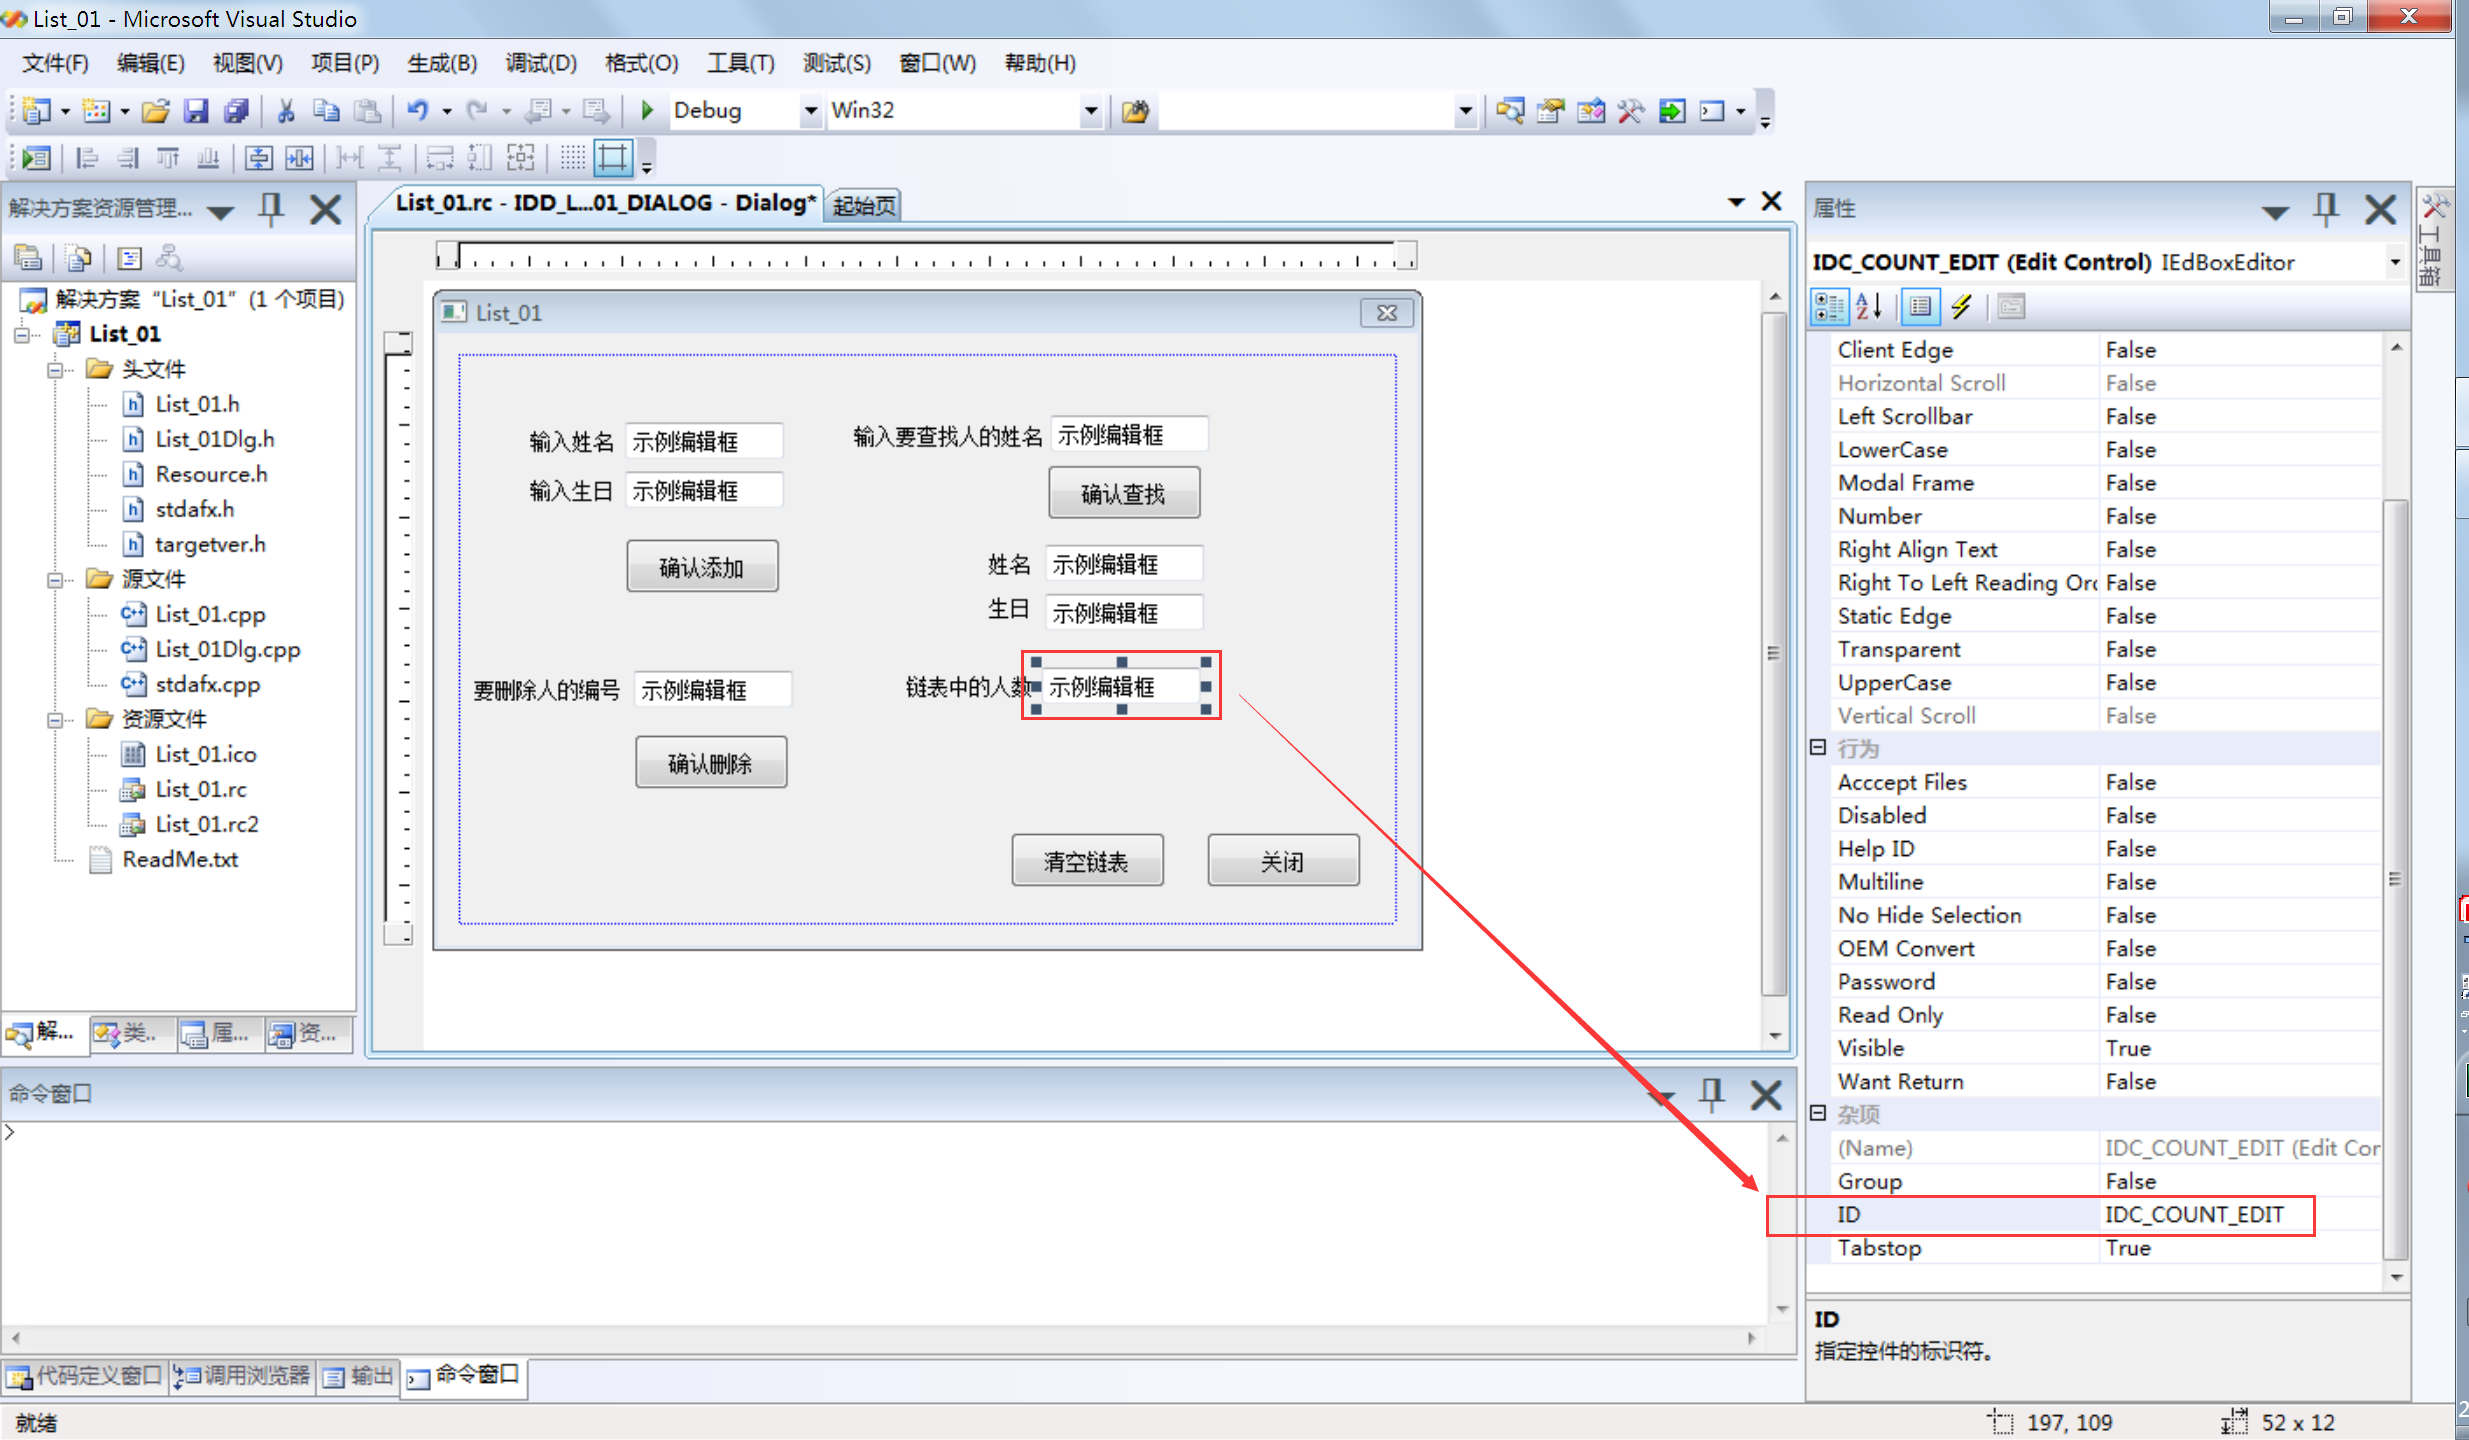 List_01 - Microsoft Visual Studio
文件(F) 编辑(E) 视图(V) 项目(P) 生成(B) 调试(D) 格式(O) 工具(T) 测试(S) 窗口(W) 帮助(H)
Debug Win32
解决方案资源管理...
解决方案 “List_01” (1 个项目)
List_01
头文件
List_01.h
List_01Dlg.h
Resource.h
stdafx.h
targetver.h
源文件
List_01.cpp
List_01Dlg.cpp
stdafx.cpp
资源文件
List_01.ico
List_01.rc
List_01.rc2
ReadMe.txt
解... 类.. 属... 资...
List_01.rc - IDD_L...01_DIALOG - Dialog* 起始页
List_01
输入姓名 示例编辑框
输入生日 示例编辑框
确认添加
要删除人的编号 示例编辑框
确认删除
输入要查找人的姓名 示例编辑框
确认查找
姓名 示例编辑框
生日 示例编辑框
链表中的人数 示例编辑框
清空链表 关闭
命令窗口
>
代码定义窗口 调用浏览器 输出 命令窗口
属性
IDC_COUNT_EDIT (Edit Control) IEdBoxEditor
Client Edge False
Horizontal Scroll False
Left Scrollbar False
LowerCase False
Modal Frame False
Number False
Right Align Text False
Right To Left Reading Orc False
Static Edge False
Transparent False
UpperCase False
Vertical Scroll False
行为
Acccept Files False
Disabled False
Help ID False
Multiline False
No Hide Selection False
OEM Convert False
Password False
Read Only False
Visible True
Want Return False
杂项
(Name) IDC_COUNT_EDIT (Edit Cor
Group False
ID IDC_COUNT_EDIT
Tabstop True
ID
指定控件的标识符。
工具箱
就绪 197, 109 52 x 12